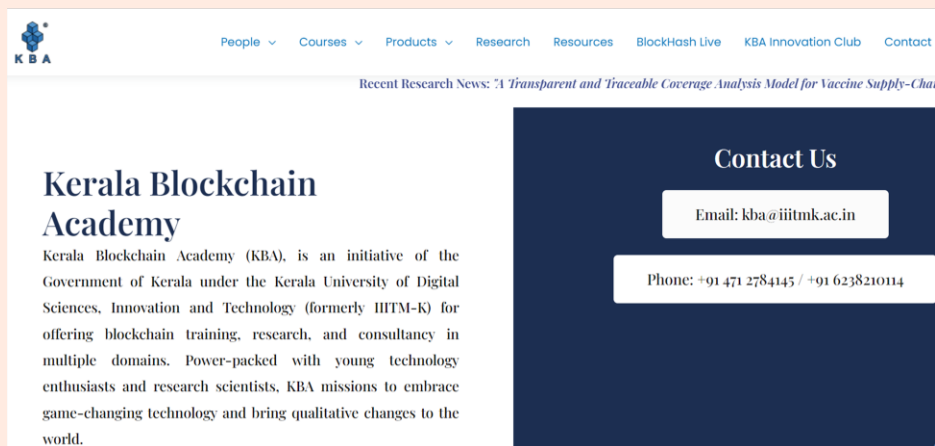 ®
KBA
People Courses Products Research Resources BlockHash Live KBA Innovation Club Contact
Recent Research News: "A Transparent and Traceable Coverage Analysis Model for Vaccine Supply-Chai
Kerala Blockchain
Academy
Kerala Blockchain Academy (KBA), is an initiative of the
Government of Kerala under the Kerala University of Digital
Sciences, Innovation and Technology (formerly IIITM-K) for
offering blockchain training, research, and consultancy in
multiple domains. Power-packed with young technology
enthusiasts and research scientists, KBA missions to embrace
game-changing technology and bring qualitative changes to the
world.
Contact Us
Email: kba@iiitmk.ac.in
Phone: +91 471 2784145 / +91 6238210114